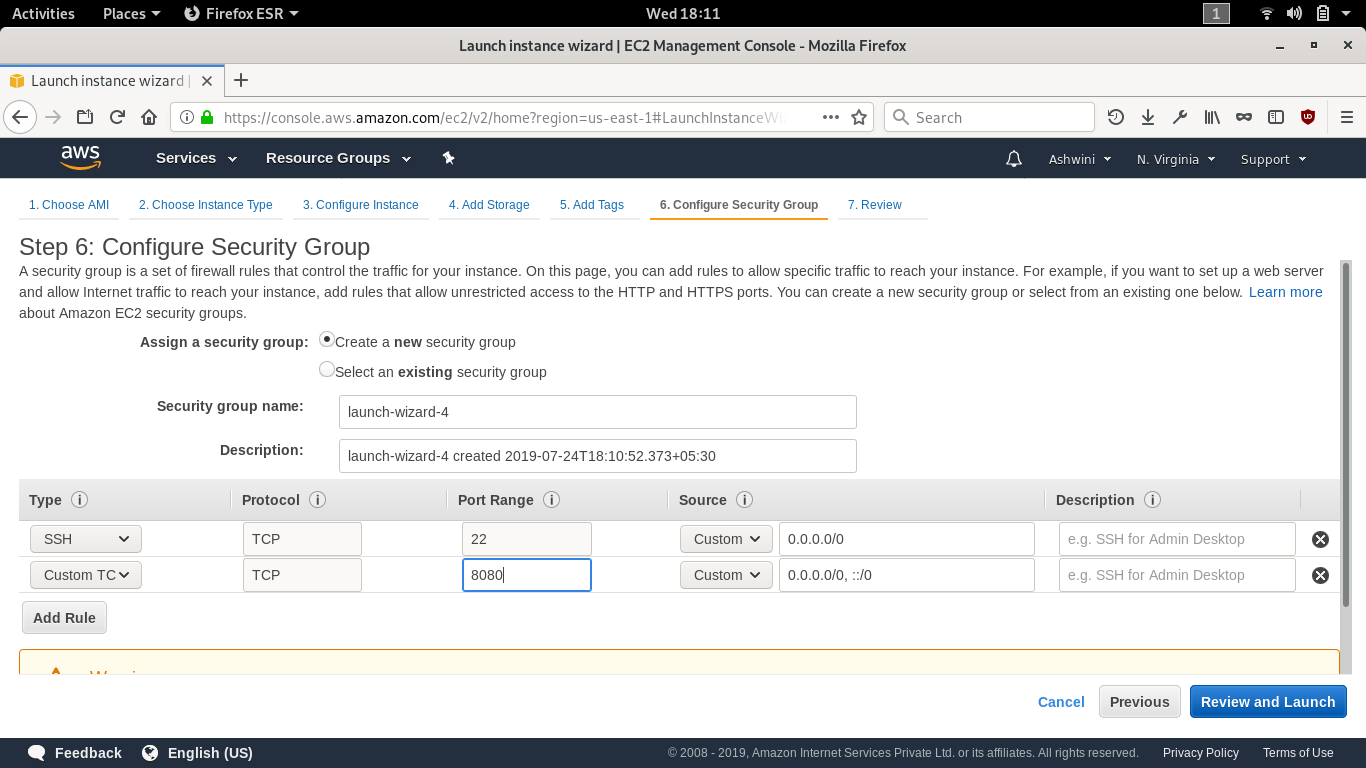 Activities Places Firefox ESR Wed 18:11 1
Launch instance wizard | EC2 Management Console - Mozilla Firefox
Launch instance wizard |
https://console.aws.amazon.com/ec2/v2/home?region=us-east-1#LaunchInstanceWi Search
aws Services Resource Groups Ashwini N. Virginia Support
1. Choose AMI 2. Choose Instance Type 3. Configure Instance 4. Add Storage 5. Add Tags 6. Configure Security Group 7. Review
Step 6: Configure Security Group
A security group is a set of firewall rules that control the traffic for your instance. On this page, you can add rules to allow specific traffic to reach your instance. For example, if you want to set up a web server
and allow Internet traffic to reach your instance, add rules that allow unrestricted access to the HTTP and HTTPS ports. You can create a new security group or select from an existing one below. Learn more
about Amazon EC2 security groups.
Assign a security group: Create a new security group
Select an existing security group
Security group name: launch-wizard-4
Description: launch-wizard-4 created 2019-07-24T18:10:52.373+05:30
Type i Protocol i Port Range i Source i Description i
SSH TCP 22 Custom 0.0.0.0/0 e.g. SSH for Admin Desktop
Custom TC TCP 8080 Custom 0.0.0.0/0, ::/0 e.g. SSH for Admin Desktop
Add Rule
Cancel Previous Review and Launch
Feedback English (US) © 2008 - 2019, Amazon Internet Services Private Ltd. or its affiliates. All rights reserved. Privacy Policy Terms of Use